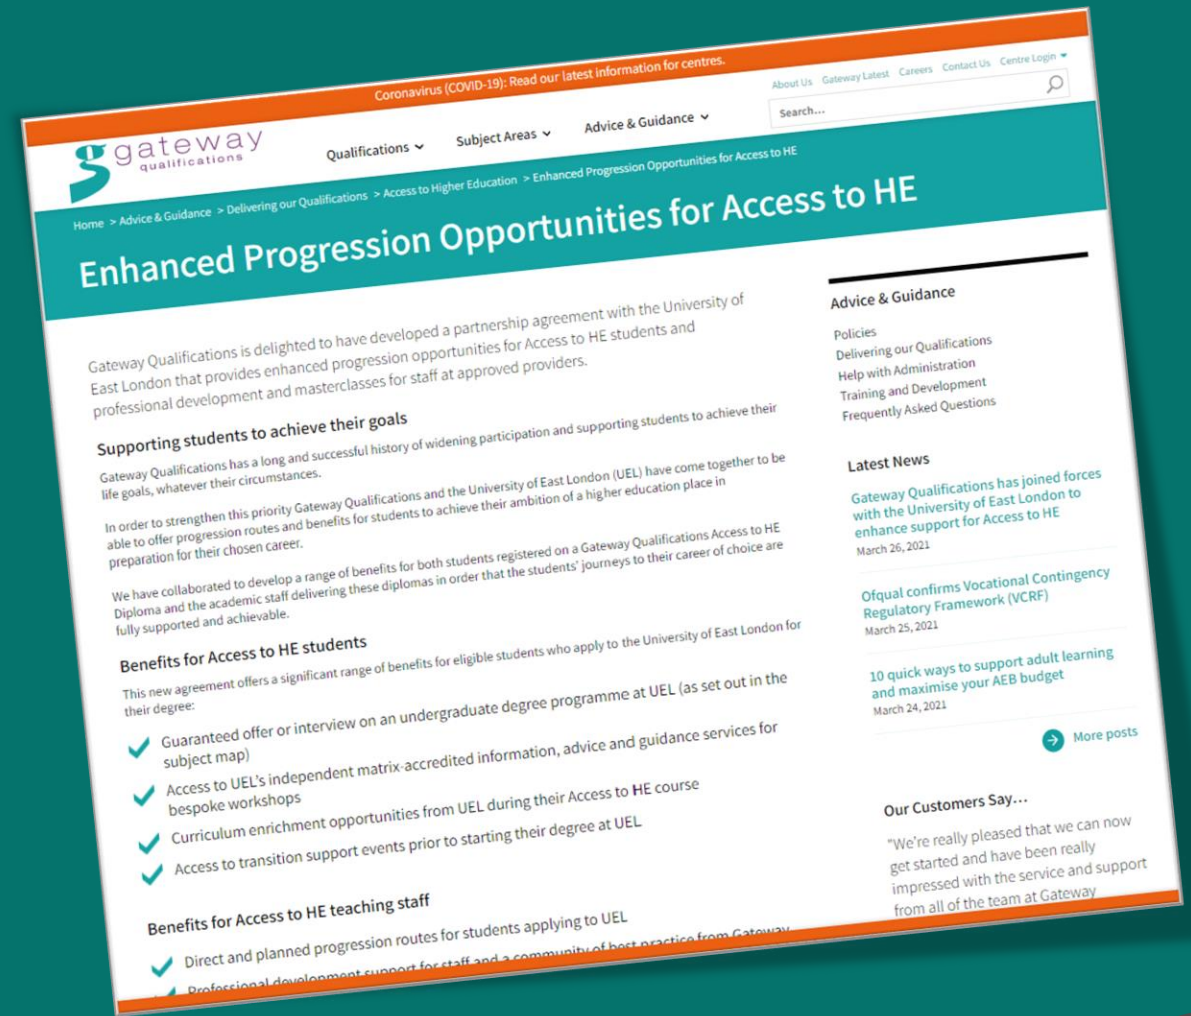 Coronavirus (COVID-19): Read our latest information for centres.
About Us Gateway Latest Careers Contact Us Centre Login
gateway
qualifications
Qualifications
Subject Areas
Advice & Guidance
Search...
Home > Advice & Guidance > Delivering our Qualifications > Access to Higher Education > Enhanced Progression Opportunities for Access to HE
Enhanced Progression Opportunities for Access to HE
Gateway Qualifications is delighted to have developed a partnership agreement with the University of
East London that provides enhanced progression opportunities for Access to HE students and
professional development and masterclasses for staff at approved providers.
Supporting students to achieve their goals
Gateway Qualifications has a long and successful history of widening participation and supporting students to achieve their
life goals, whatever their circumstances.
In order to strengthen this priority Gateway Qualifications and the University of East London (UEL) have come together to be
able to offer progression routes and benefits for students to achieve their ambition of a higher education place in
preparation for their chosen career.
We have collaborated to develop a range of benefits for both students registered on a Gateway Qualifications Access to HE
Diploma and the academic staff delivering these diplomas in order that the students' journeys to their career of choice are
fully supported and achievable.
Benefits for Access to HE students
This new agreement offers a significant range of benefits for eligible students who apply to the University of East London for
their degree:
Guaranteed offer or interview on an undergraduate degree programme at UEL (as set out in the
subject map)
Access to UEL's independent matrix-accredited information, advice and guidance services for
bespoke workshops
Curriculum enrichment opportunities from UEL during their Access to HE course
Access to transition support events prior to starting their degree at UEL
Benefits for Access to HE teaching staff
Direct and planned progression routes for students applying to UEL
Professional development support for staff and a community of best practice from Gateway
Advice & Guidance
Policies
Delivering our Qualifications
Help with Administration
Training and Development
Frequently Asked Questions
Latest News
Gateway Qualifications has joined forces
with the University of East London to
enhance support for Access to HE
March 26, 2021
Ofqual confirms Vocational Contingency
Regulatory Framework (VCRF)
March 25, 2021
10 quick ways to support adult learning
and maximise your AEB budget
March 24, 2021
More posts
Our Customers Say...
"We're really pleased that we can now
get started and have been really
impressed with the service and support
from all of the team at Gateway